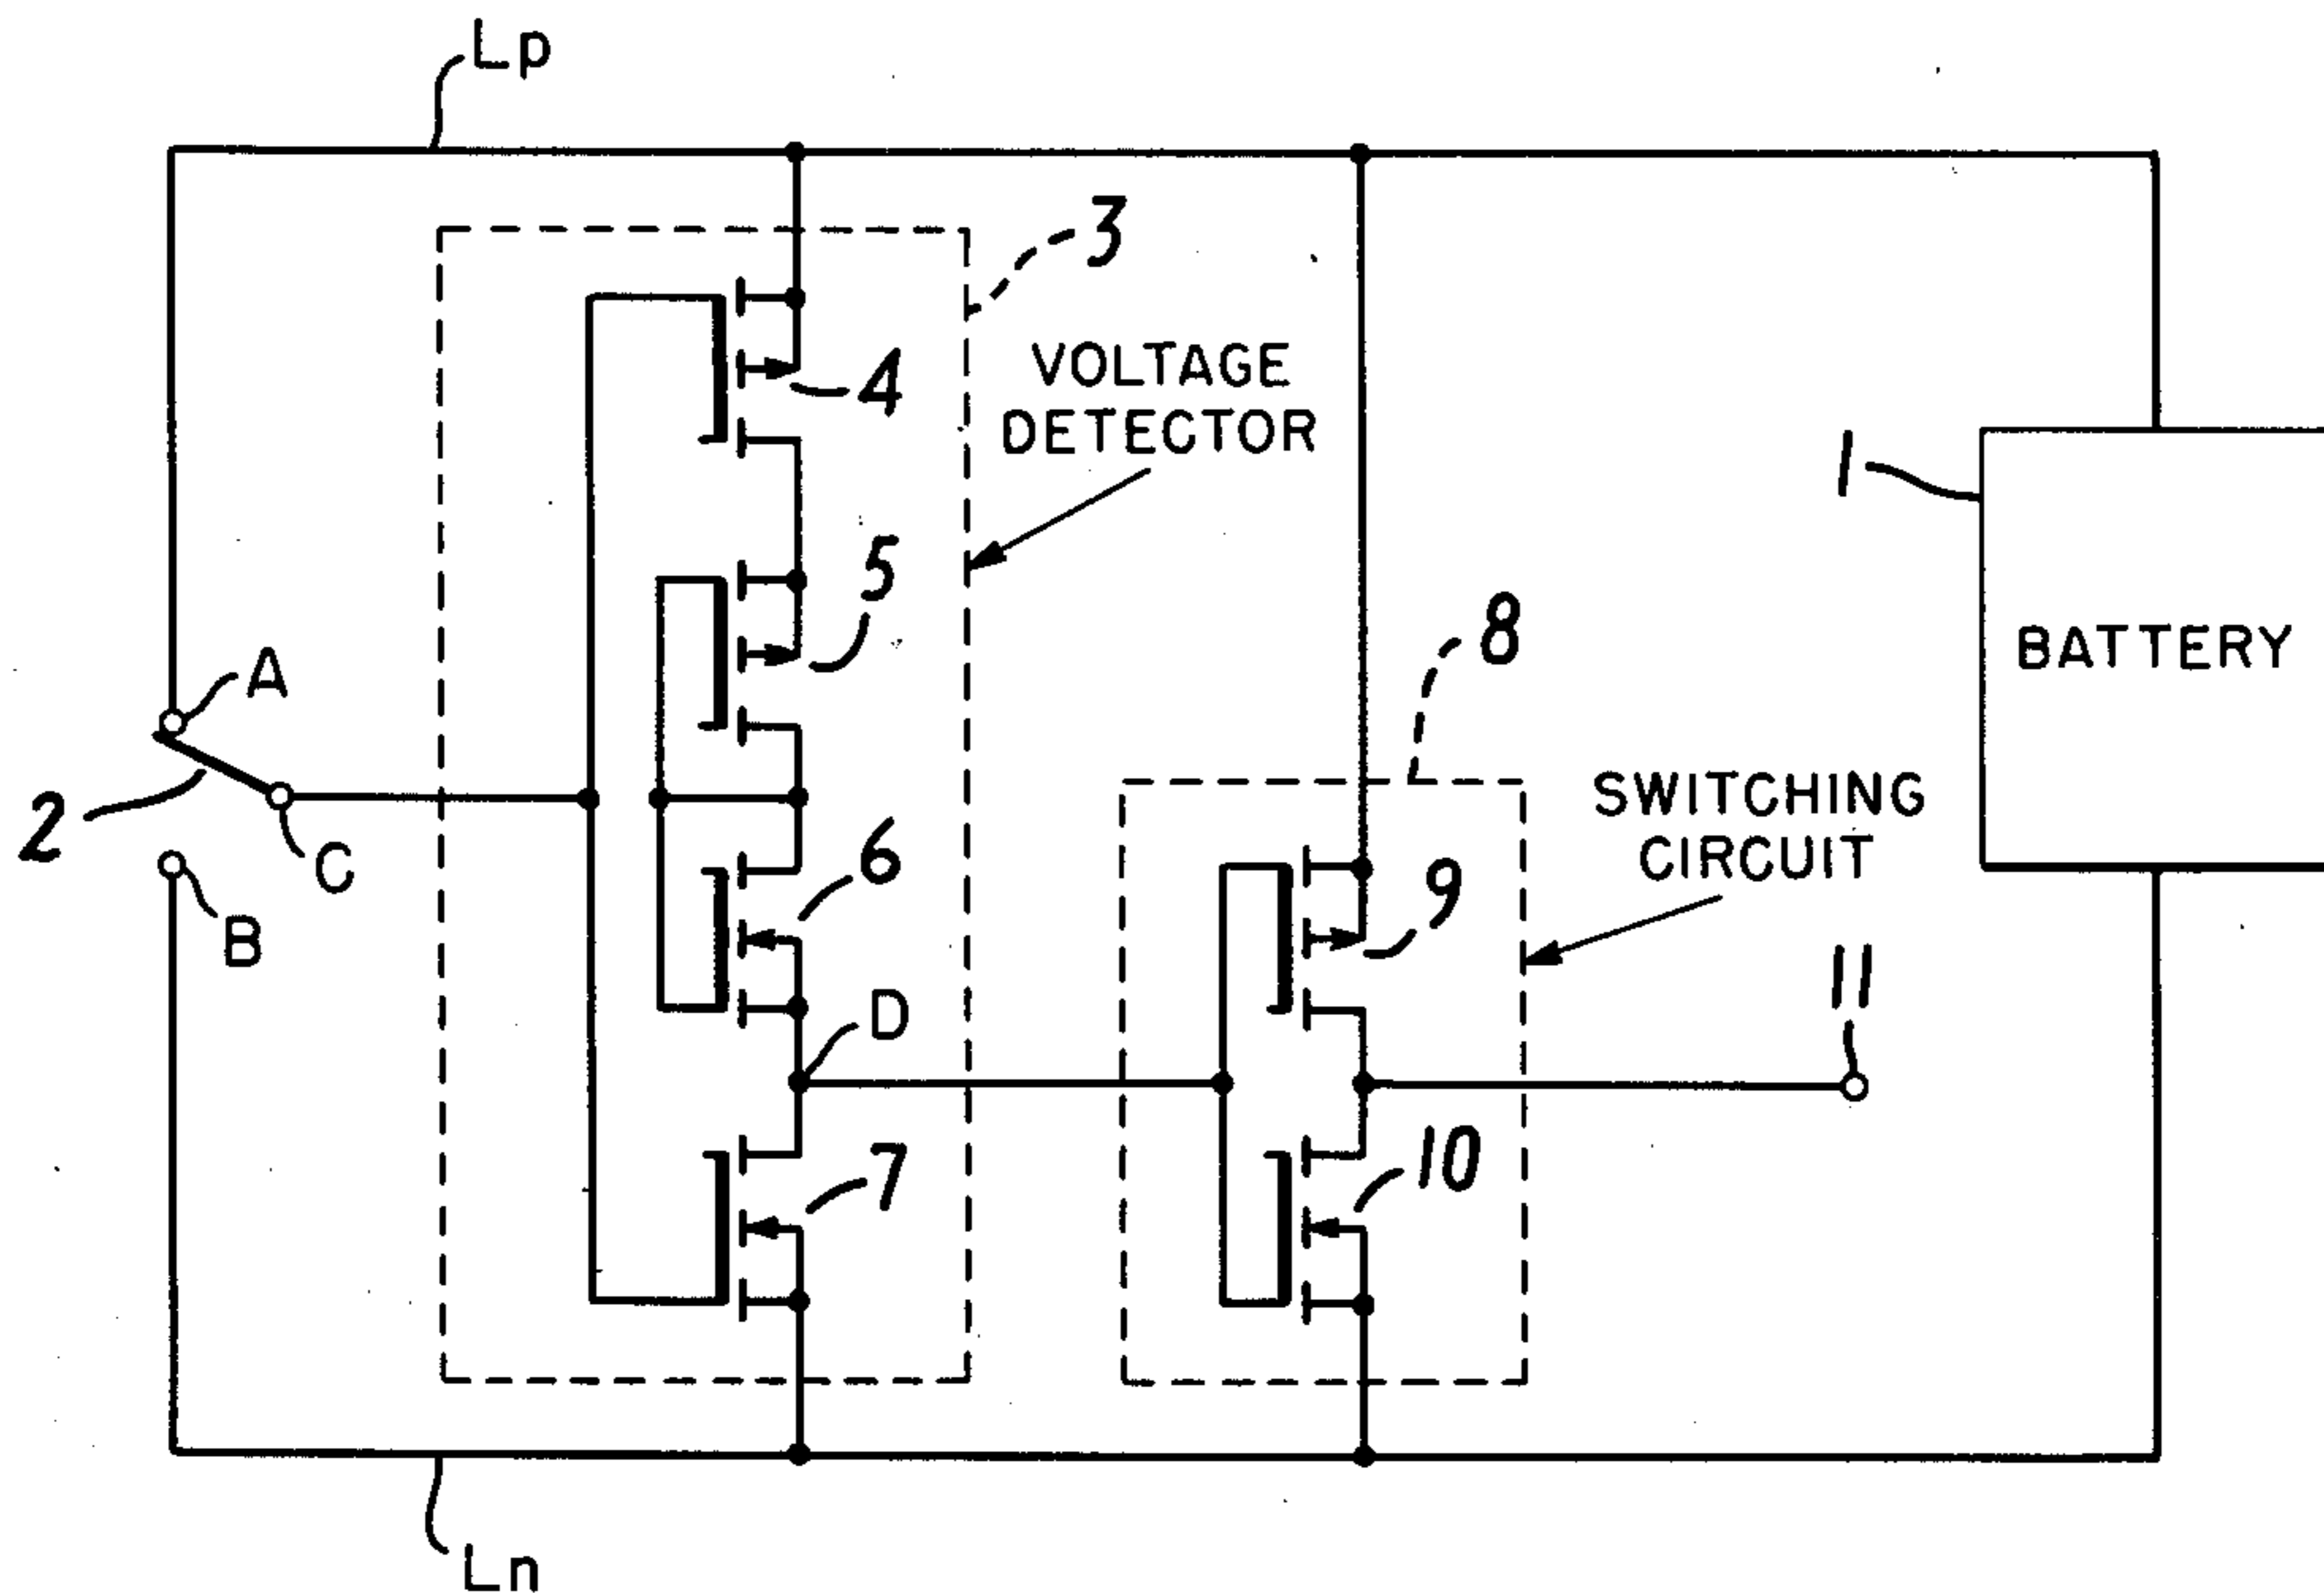 Lp
3
VOLTAGE
DETECTOR
4
1
5
8
BATTERY
A
2
C
SWITCHING
CIRCUIT
6
9
B
D
11
7
10
Ln